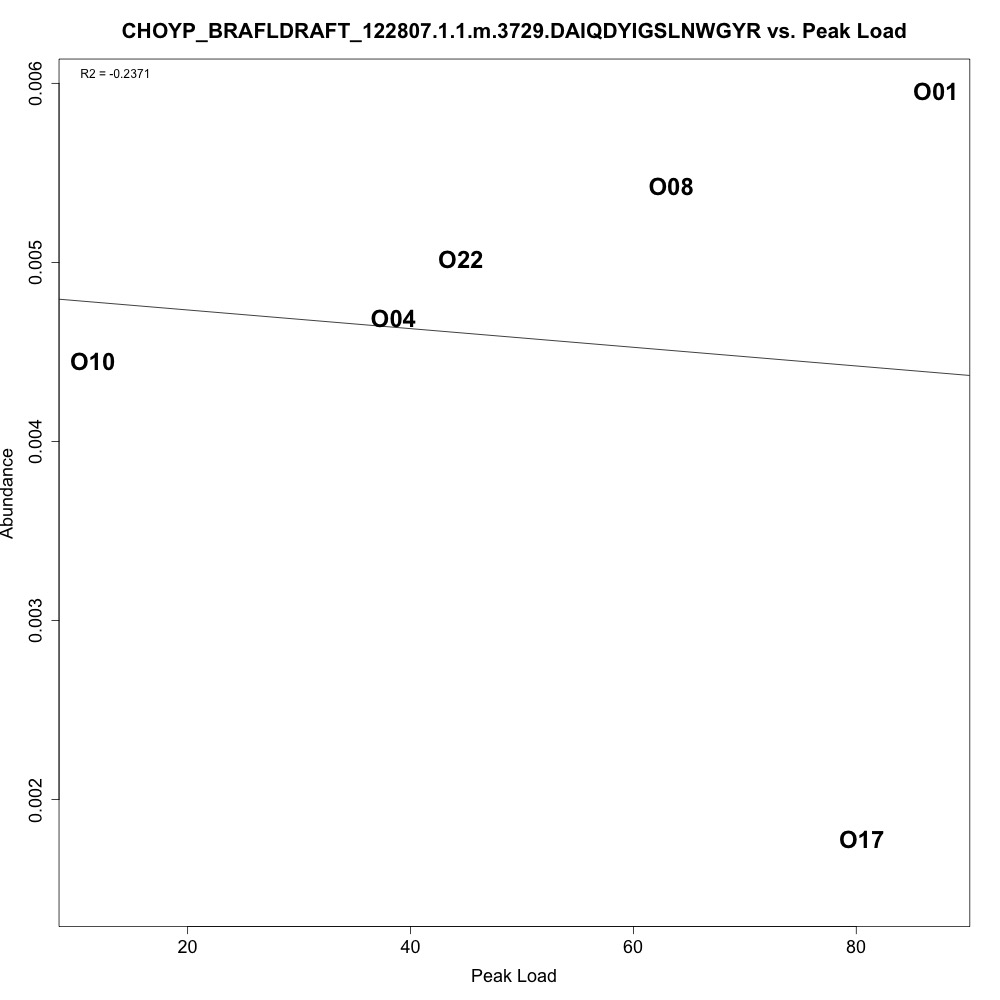 CHOYP_BRAFLDRAFT_122807.1.1.m.3729.DAIQDYIGSLNWGYR vs. Peak Load
R2 = -0.2371
0.006
O01
O08
0.005
O22
O04
O10
0.004
Abundance
0.003
0.002
O17
20 40 60 80
Peak Load